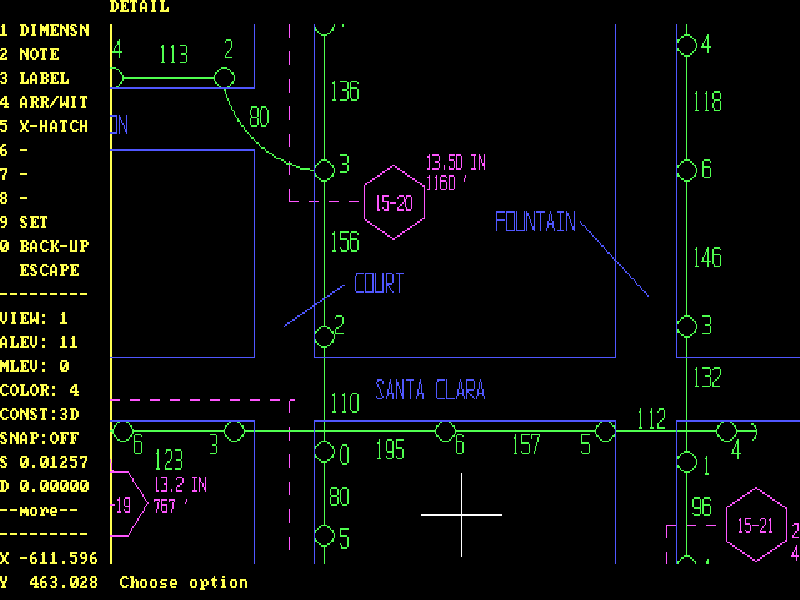 DETAIL
1 DIMENSN
2 NOTE
3 LABEL
4 ARR/WIT
5 X-HATCH
6 -
7 -
8 -
9 SET
0 BACK-UP
ESCAPE
---------
VIEW: 1
ALEV: 11
MLEV: 0
COLOR: 4
CONST:3D
SNAP:OFF
S 0.01257
D 0.00000
--more--
---------
X -611.596
Y 463.028 Choose option
4 113 2
136
4
118
80
ON
3
13.50 IN
1160 '
6
15-20
FOUNTAIN
156
146
COURT
2
3
132
SANTA CLARA
110
112
6 3
195 6 157 5
4
123
0
1
13.2 IN
767 '
-19
80
96
15-21
5
2
4